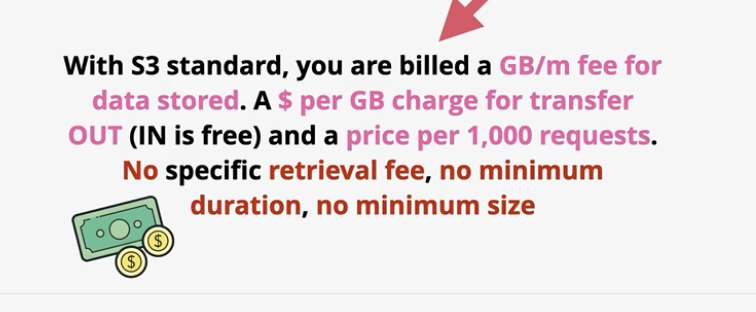 With S3 standard, you are billed a GB/m fee for
data stored. A $ per GB charge for transfer
OUT (IN is free) and a price per 1,000 requests.
No specific retrieval fee, no minimum
duration, no minimum size
$
$